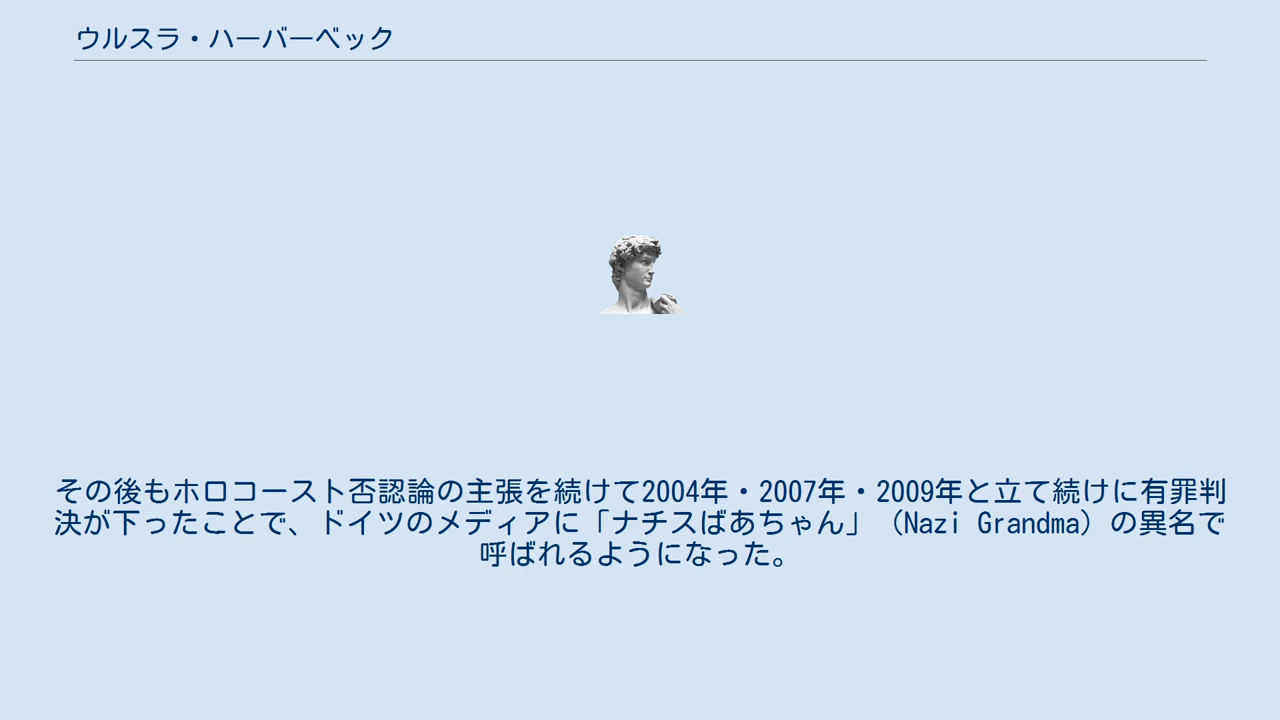 ウルスラ・ハーバーベック
その後もホロコースト否認論の主張を続けて2004年・2007年・2009年と立て続けに有罪判
決が下ったことで、ドイツのメディアに「ナチスばあちゃん」（Nazi Grandma）の異名で
呼ばれるようになった。